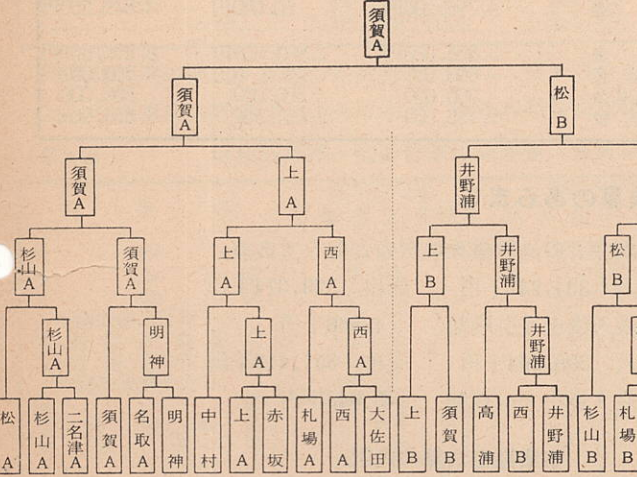 須賀A
須賀A
松B
須賀A
上A
井野浦
杉山A
須賀A
上A
西A
上B
井野浦
松B
杉山A
明神
上A
西A
井野浦
松A
杉山A
二名津A
須賀A
名取A
明神
中村
上A
赤坂
札場A
西A
大佐田
上B
須賀B
高浦
西B
井野浦
杉山B
札場B